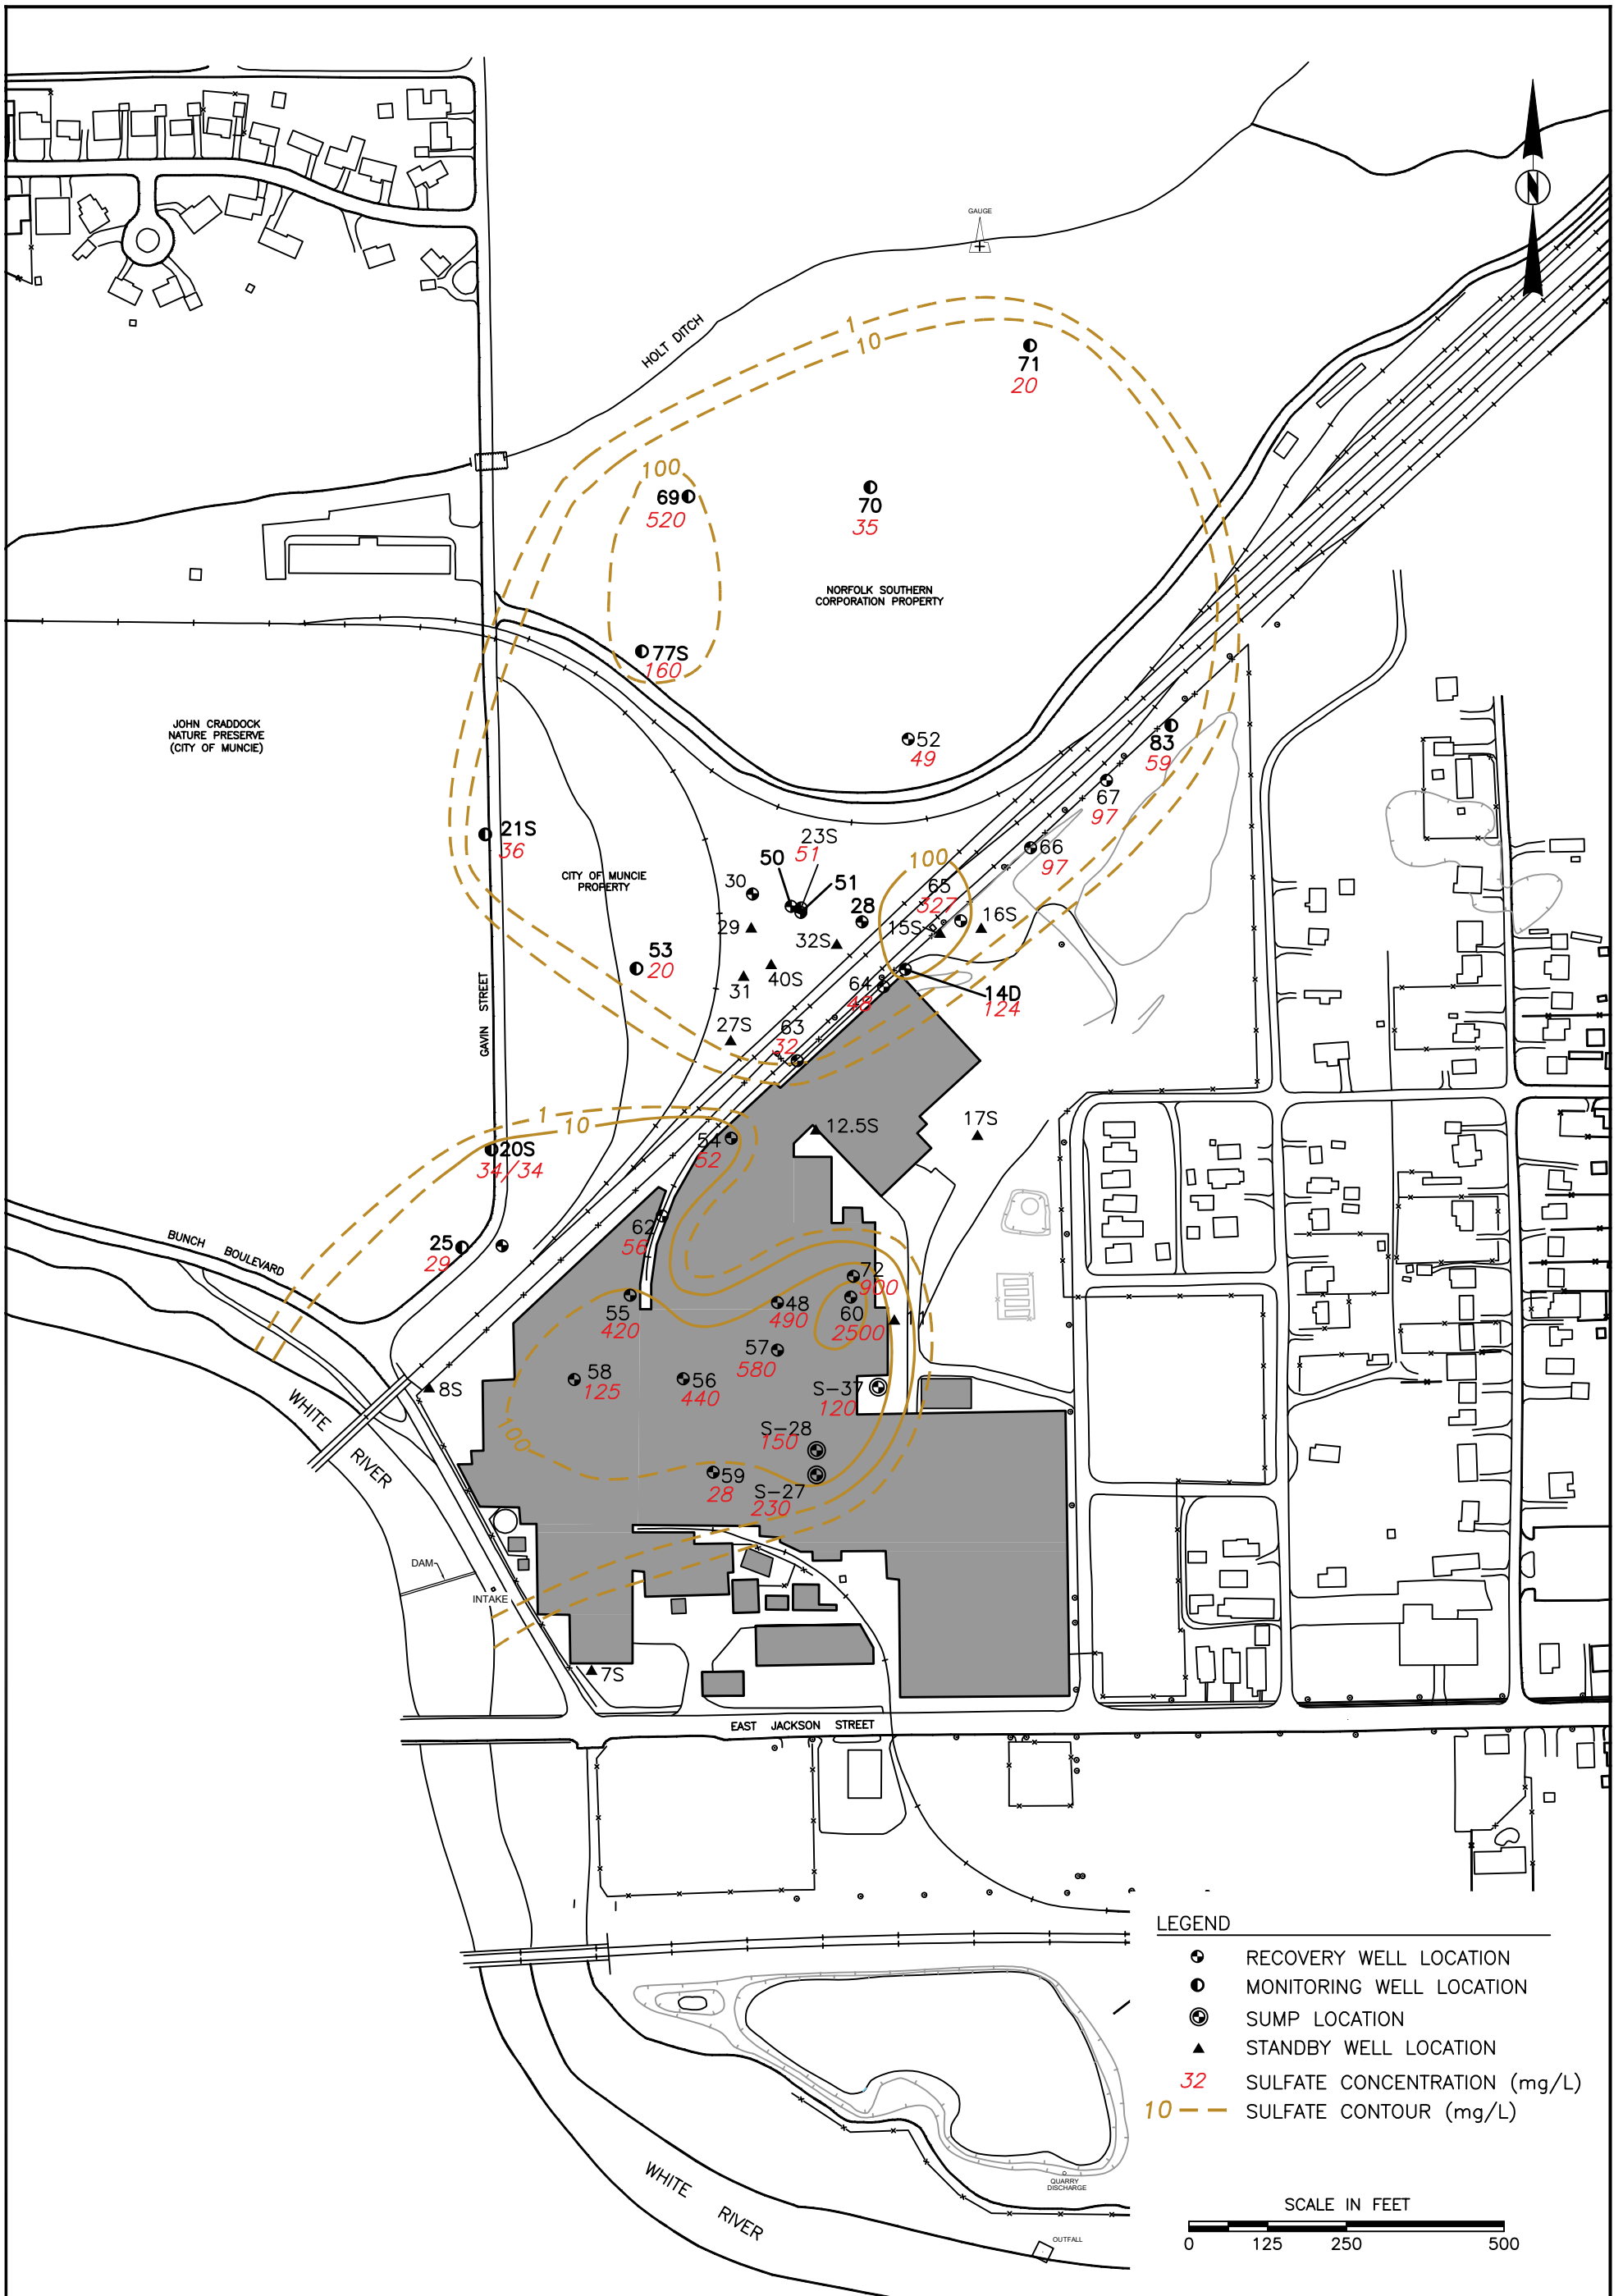 GAUGE
N
HOLT DITCH
1
10
71
20
100
69
520
70
35
NORFOLK SOUTHERN
CORPORATION PROPERTY
77S
160
JOHN CRADDOCK
NATURE PRESERVE
(CITY OF MUNCIE)
52
49
83
59
67
97
21S
36
23S
50
51
51
66
97
100
CITY OF MUNCIE
PROPERTY
30
28
65
327
29
32S
15S
16S
53
20
40S
31
64
48
14D
124
GAVIN STREET
27S
63
32
1
10
12.5S
17S
20S
34/34
54
52
62
56
25
29
BUNCH BOULEVARD
72
900
55
420
48
490
60
2500
11
57
580
58
125
56
440
S-37
120
8S
WHITE RIVER
100
S-28
150
59
28
S-27
230
DAM
INTAKE
7S
EAST JACKSON STREET
LEGEND
RECOVERY WELL LOCATION
MONITORING WELL LOCATION
SUMP LOCATION
STANDBY WELL LOCATION
32 SULFATE CONCENTRATION (mg/L)
10 SULFATE CONTOUR (mg/L)
WHITE RIVER
QUARRY
DISCHARGE
OUTFALL
SCALE IN FEET
0 125 250 500